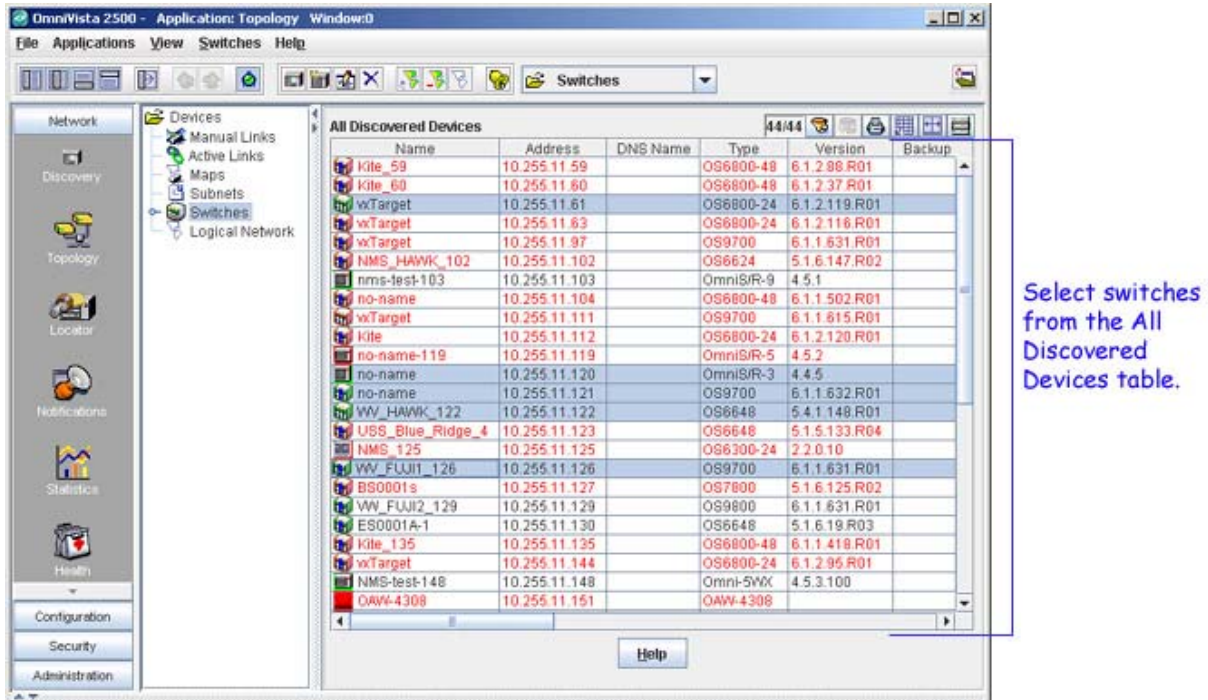 OmniVista 2500 - Application: Topology Window:0
File Applications View Switches Help
Switches
Network
Discovery
Topology
Locator
Notifications
Statistics
Health
Configuration
Security
Administration
Devices
Manual Links
Active Links
Maps
Subnets
Switches
Logical Network
All Discovered Devices 44/44
Name Address DNS Name Type Version Backup
Kite_59 10.255.11.59 OS6800-48 6.1.2.88.R01
Kite_60 10.255.11.60 OS6800-48 6.1.2.37.R01
vxTarget 10.255.11.61 OS6800-24 6.1.2.119.R01
vxTarget 10.255.11.63 OS6800-24 6.1.2.116.R01
vxTarget 10.255.11.97 OS9700 6.1.1.631.R01
NMS_HAWK_102 10.255.11.102 OS6624 5.1.6.147.R02
nms-test-103 10.255.11.103 OmniS/R-9 4.5.1
no-name 10.255.11.104 OS6800-48 6.1.1.502.R01
vxTarget 10.255.11.111 OS9700 6.1.1.615.R01
Kite 10.255.11.112 OS6800-24 6.1.2.120.R01
no-name-119 10.255.11.119 OmniS/R-5 4.5.2
no-name 10.255.11.120 OmniS/R-3 4.4.5
no-name 10.255.11.121 OS9700 6.1.1.632.R01
WV_HAWK_122 10.255.11.122 OS6648 5.4.1.148.R01
USS_Blue_Ridge_4 10.255.11.123 OS6648 5.1.5.133.R04
NMS_125 10.255.11.125 OS6300-24 2.2.0.10
WV_FUJI1_126 10.255.11.126 OS9700 6.1.1.631.R01
BS0001s 10.255.11.127 OS7800 5.1.6.125.R02
VW_FUJI2_129 10.255.11.129 OS9800 6.1.1.631.R01
ES0001A-1 10.255.11.130 OS6648 5.1.6.19.R03
Kite_135 10.255.11.135 OS6800-48 6.1.1.418.R01
vxTarget 10.255.11.144 OS6800-24 6.1.2.95.R01
NMS-test-148 10.255.11.148 Omni-5WX 4.5.3.100
OAW-4308 10.255.11.151 OAW-4308
Help
Select switches
from the All
Discovered
Devices table.